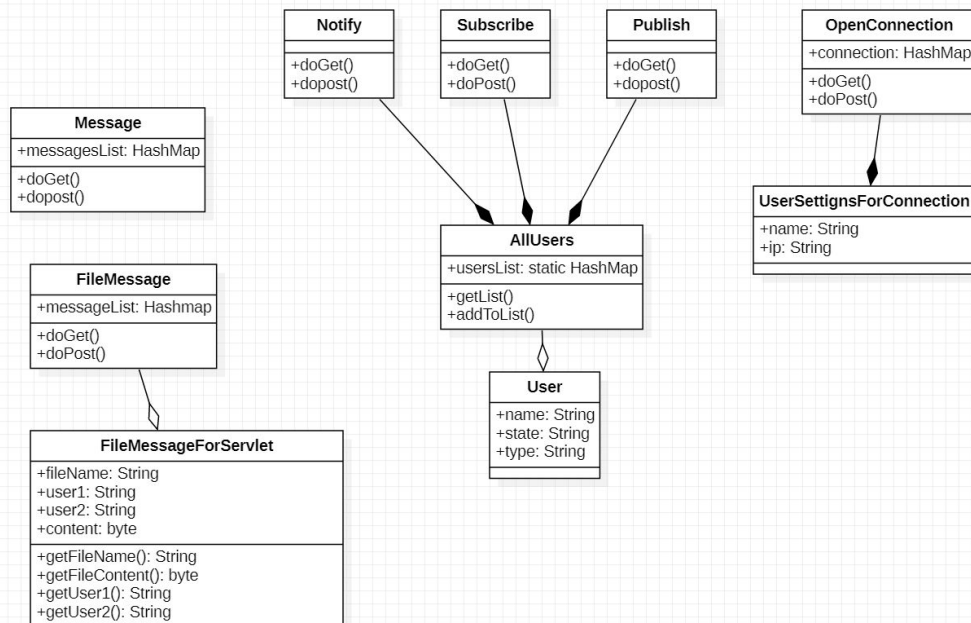 Notify
+doGet()
+dopost()
Subscribe
+doGet()
+doPost()
Publish
+doGet()
+dopost()
OpenConnection
+connection: HashMap
+doGet()
+doPost()
Message
+messagesList: HashMap
+doGet()
+dopost()
UserSettignsForConnection
+name: String
+ip: String
AllUsers
+usersList: static HashMap
+getList()
+addToList()
FileMessage
+messageList: Hashmap
+doGet()
+doPost()
User
+name: String
+state: String
+type: String
FileMessageForServlet
+fileName: String
+user1: String
+user2: String
+content: byte
+getFileName(): String
+getFileContent(): byte
+getUser1(): String
+getUser2(): String